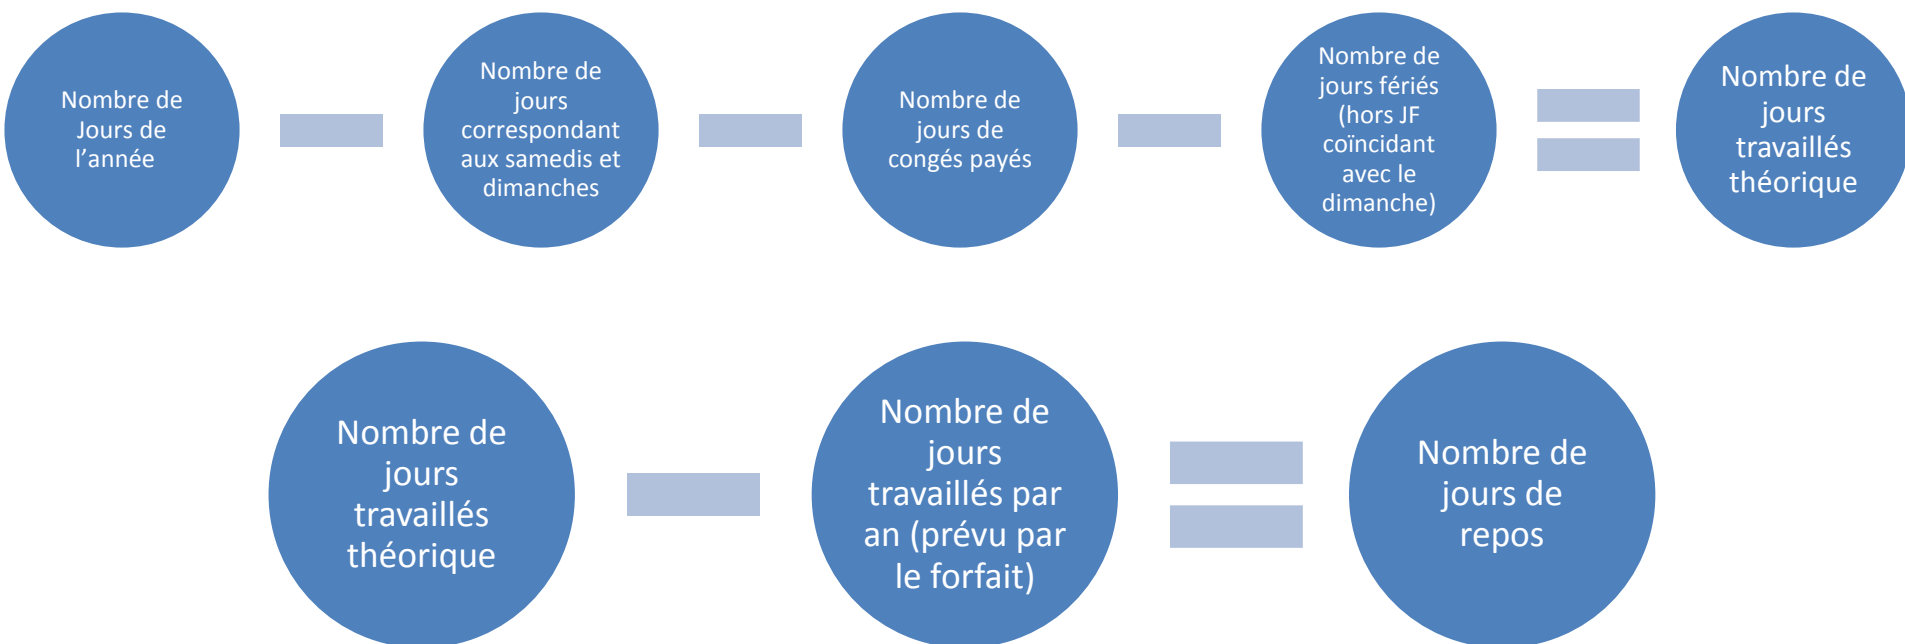 Nombre de
Jours de
l’année
Nombre de
jours
correspondant
aux samedis et
dimanches
Nombre de
jours de
congés payés
Nombre de
jours fériés
(hors JF
coïncidant
avec le
dimanche)
Nombre de
jours
travaillés
théorique
Nombre de
jours
travaillés
théorique
Nombre de
jours
travaillés par
an (prévu par
le forfait)
Nombre de
jours de
repos